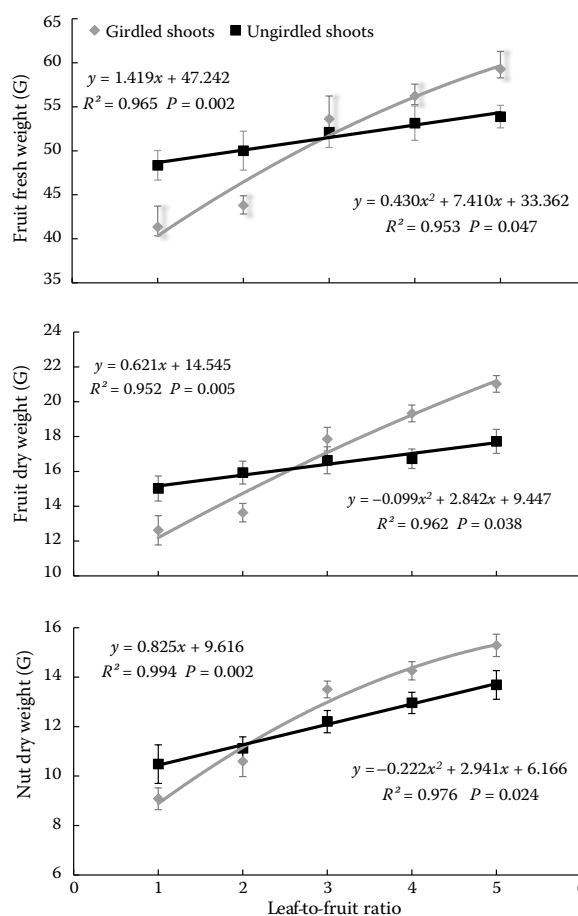 65
Girdled shoots Ungirdled shoots
60
y = 1.419x + 47.242
R² = 0.965 P = 0.002
55
50
45
y = 0.430x² + 7.410x + 33.362
R² = 0.953 P = 0.047
40
35
Fruit fresh weight (G)
24
22
y = 0.621x + 14.545
R² = 0.952 P = 0.005
20
18
16
14
y = –0.099x² + 2.842x + 9.447
R² = 0.962 P = 0.038
12
10
Fruit dry weight (G)
16
y = 0.825x + 9.616
R² = 0.994 P = 0.002
14
12
10
y = –0.222x² + 2.941x + 6.166
R² = 0.976 P = 0.024
8
6
Nut dry weight (G)
0 1 2 3 4 5
Leaf-to-fruit ratio